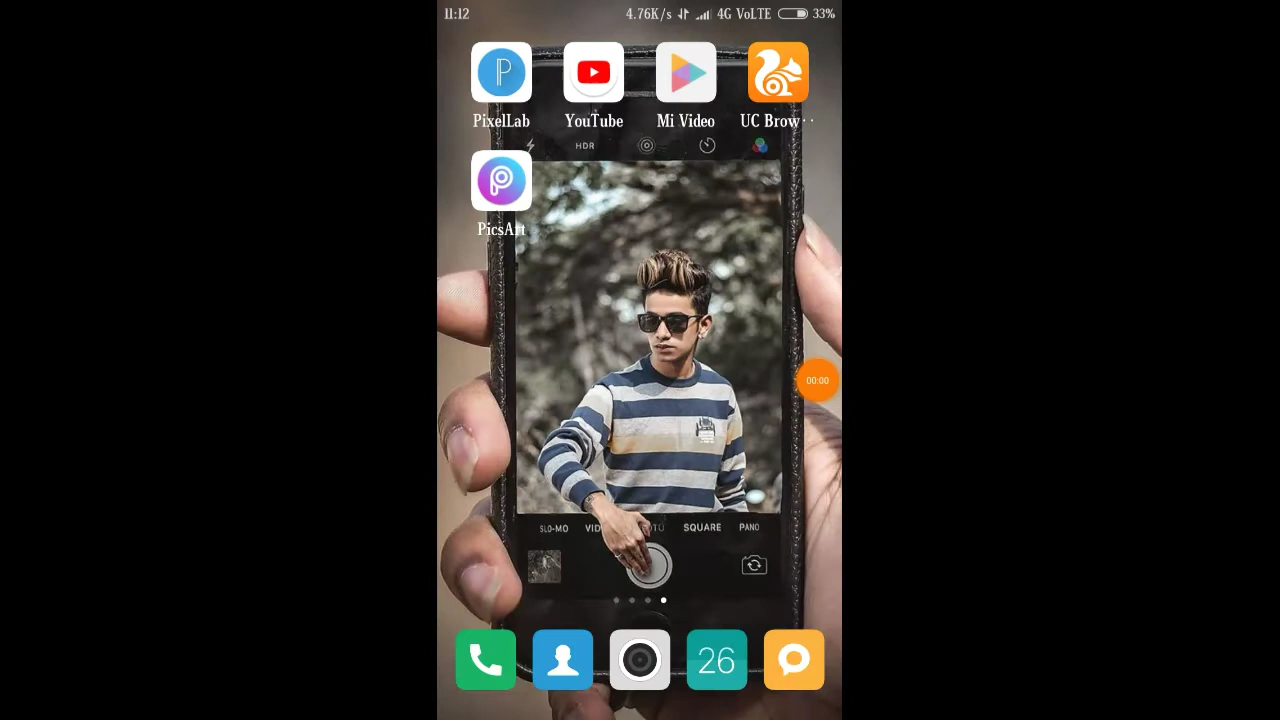 11:12 4.76K/s 4G VoLTE 33%
PixelLab YouTube Mi Video UC Brow··
HDR
PicsArt
00:00
SLO-MO SQUARE PANO
26